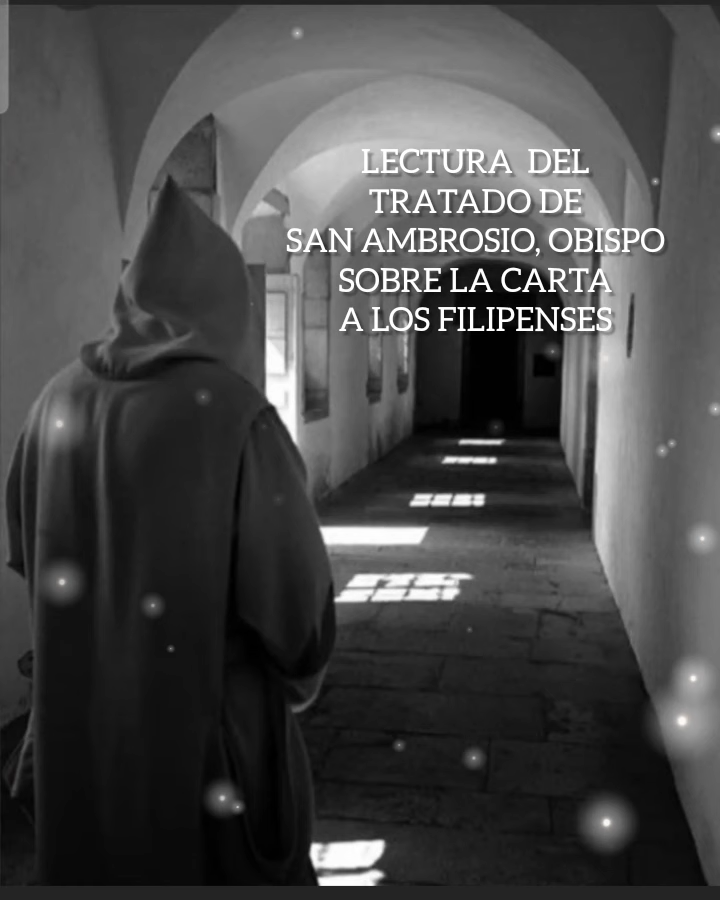 LECTURA DEL
TRATADO DE
SAN AMBROSIO, OBISPO
SOBRE LA CARTA
A LOS FILIPENSES